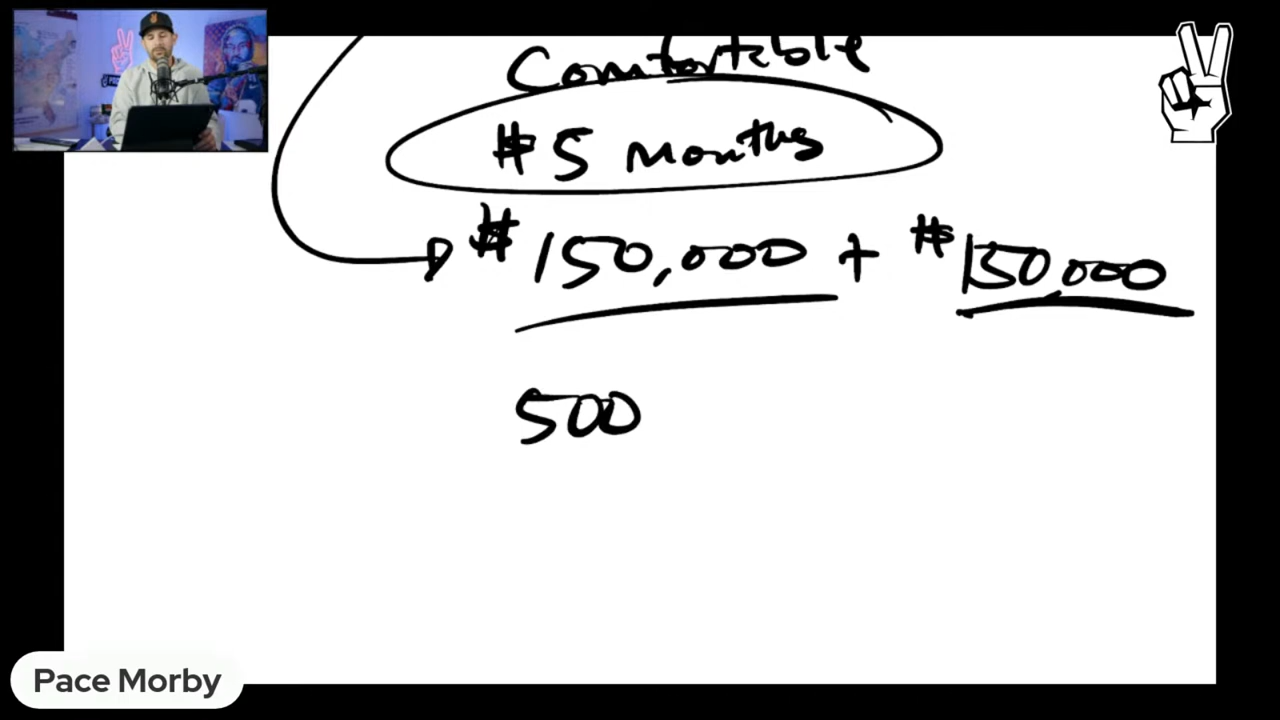 Comfortable
#5 Months
$150,000 + $150,000
500
Pace Morby